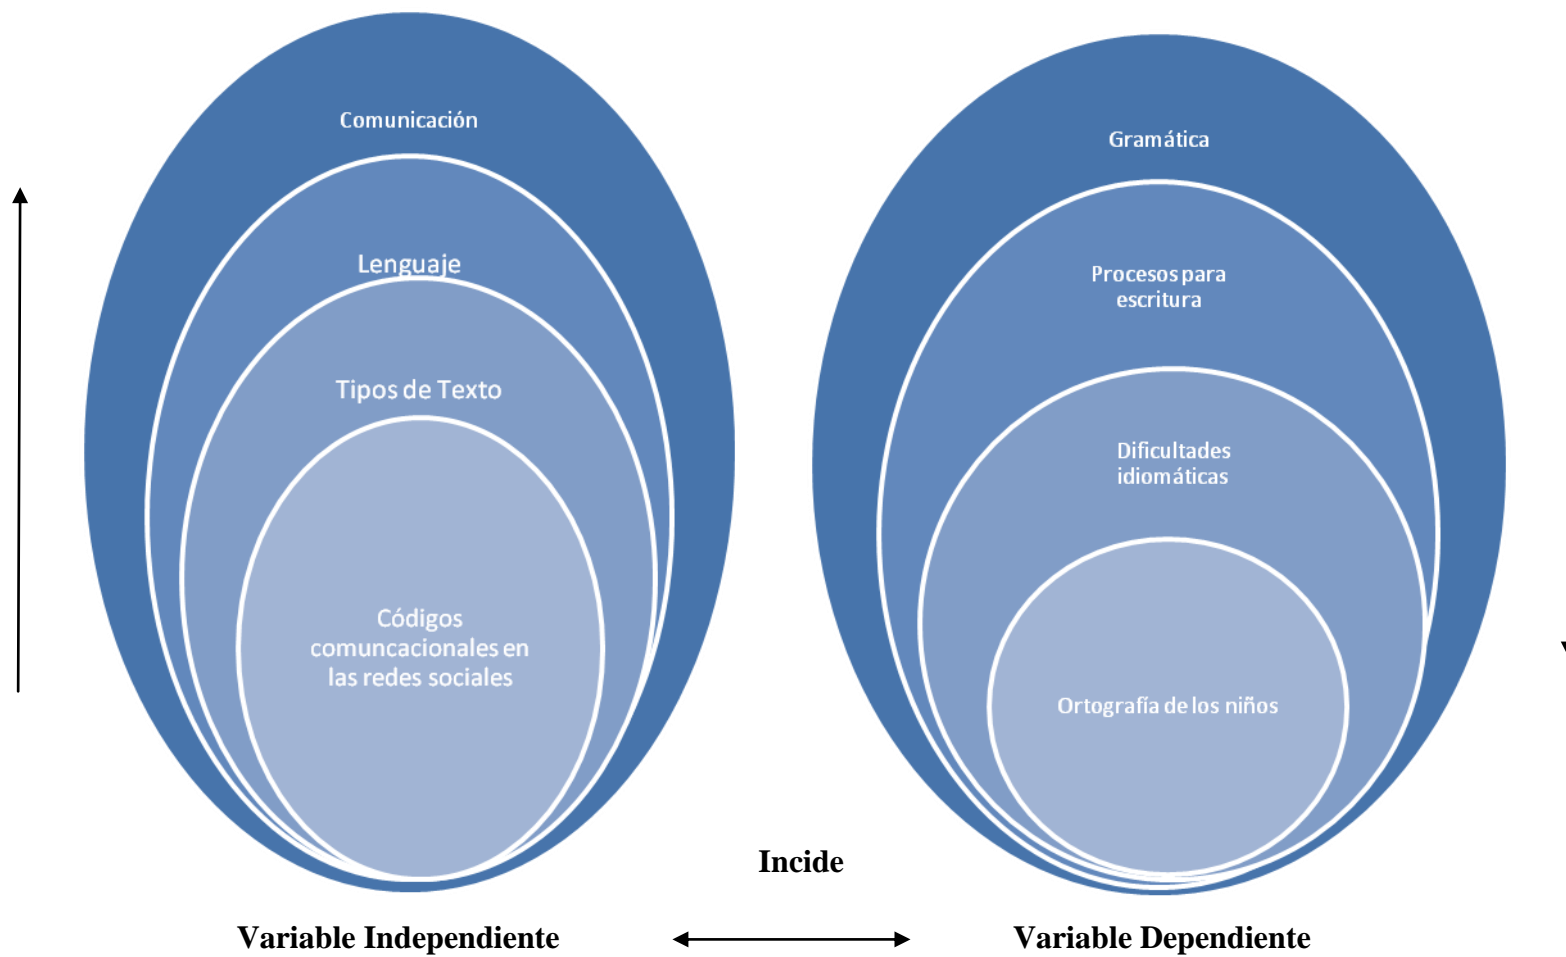 Comunicación
Lenguaje
Tipos de Texto
Códigos
comuncacionales en
las redes sociales
Gramática
Procesos para
escritura
Dificultades
idiomáticas
Ortografía de los niños
Incide
Variable Independiente
Variable Dependiente